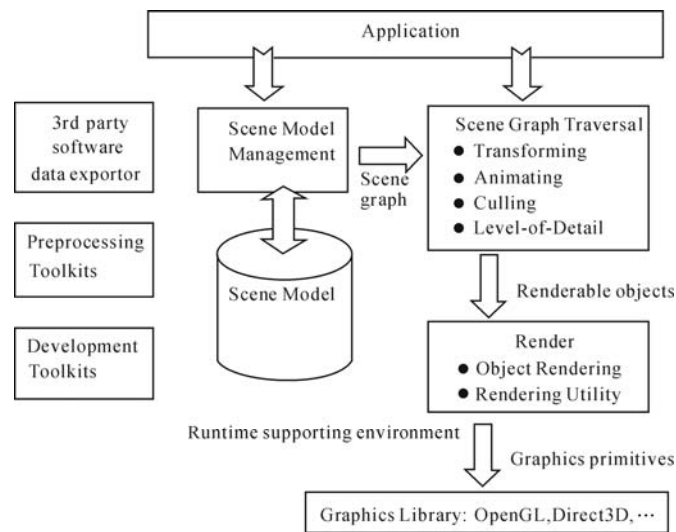 Application
3rd party
software
data exportor
Scene Model
Management
Scene
graph
Scene Graph Traversal
● Transforming
● Animating
● Culling
● Level-of-Detail
Preprocessing
Toolkits
Scene Model
Renderable objects
Development
Toolkits
Render
● Object Rendering
● Rendering Utility
Runtime supporting environment
Graphics primitives
Graphics Library: OpenGL,Direct3D, ⋯